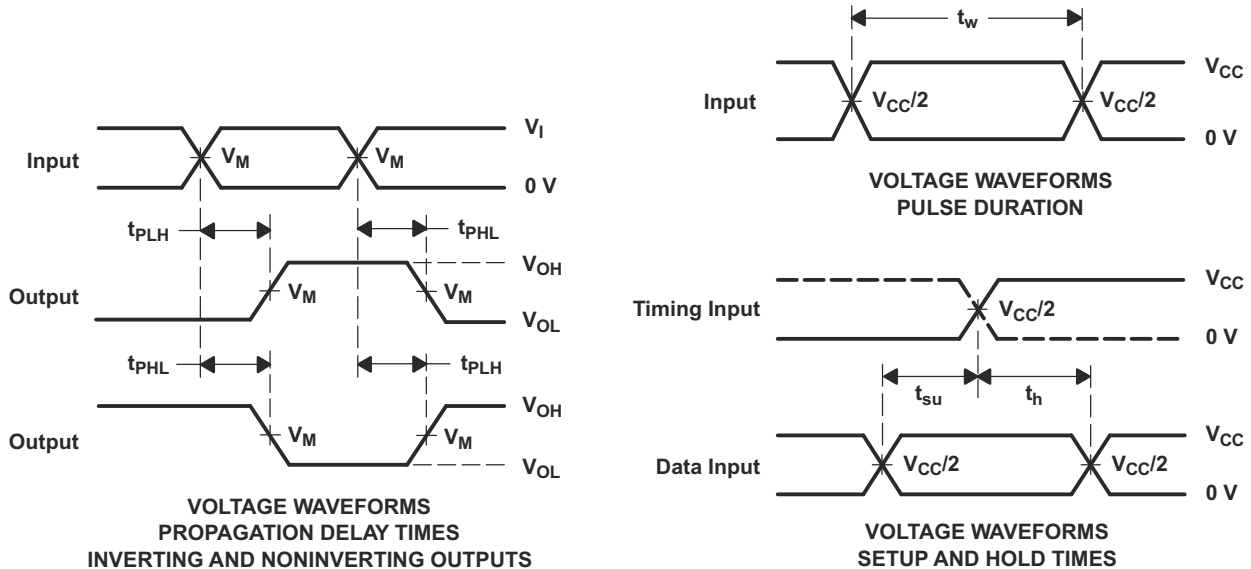 Input
V_M
V_M
V_I
0 V
t_PLH
t_PHL
Output
V_M
V_M
V_OH
V_OL
t_PHL
t_PLH
Output
V_M
V_M
V_OH
V_OL
VOLTAGE WAVEFORMS
PROPAGATION DELAY TIMES
INVERTING AND NONINVERTING OUTPUTS
t_w
Input
V_CC/2
V_CC/2
V_CC
0 V
VOLTAGE WAVEFORMS
PULSE DURATION
Timing Input
V_CC/2
V_CC
0 V
t_su
t_h
Data Input
V_CC/2
V_CC/2
V_CC
0 V
VOLTAGE WAVEFORMS
SETUP AND HOLD TIMES